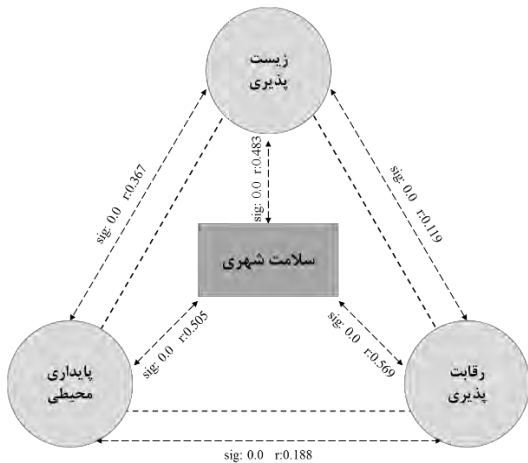 زیست
پذیری
sig: 0.0 r:0.367
sig: 0.0 r:0.483
sig: 0.0 r:0.119
سلامت شهری
sig: 0.0 r:0.505
sig: 0.0 r:0.569
پایداری
محیطی
رقابت
پذیری
sig: 0.0 r:0.188